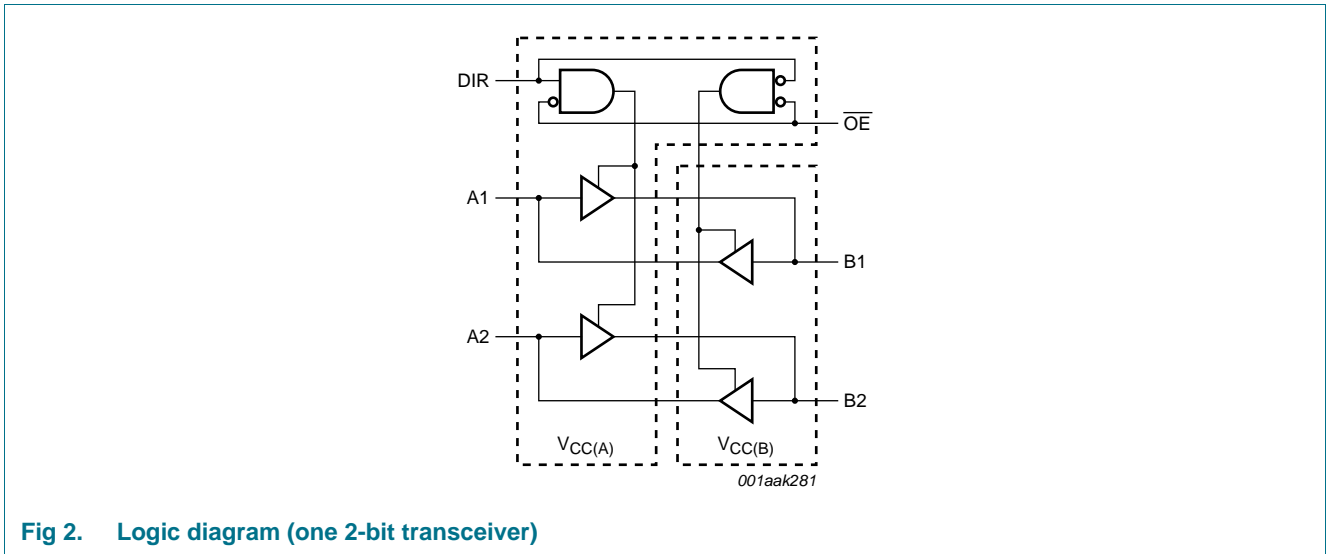 DIR
OE
A1
B1
A2
B2
VCC(A)
VCC(B)
001aak281
Fig 2. Logic diagram (one 2-bit transceiver)